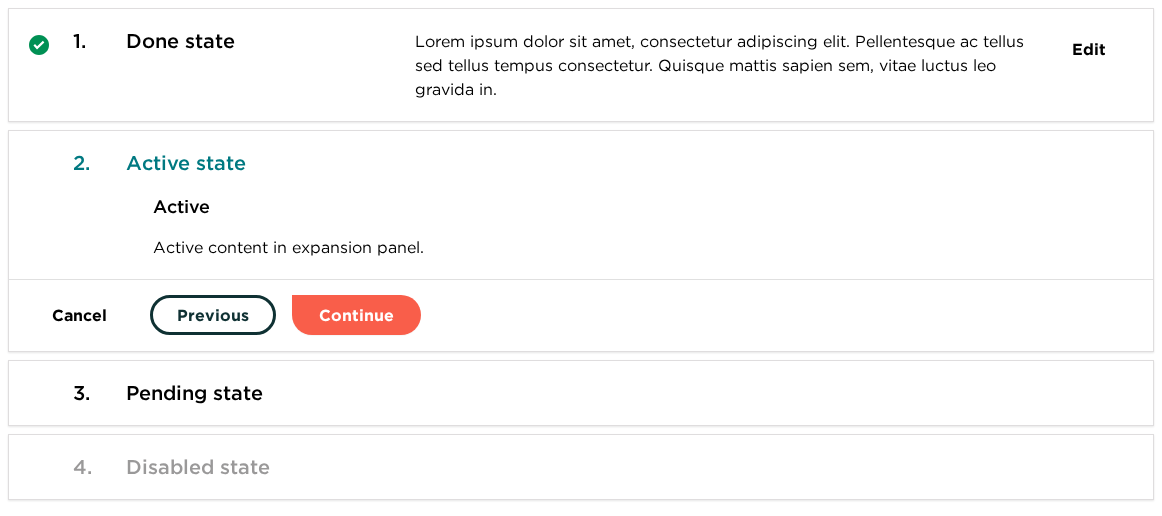 1. Done state
Lorem ipsum dolor sit amet, consectetur adipiscing elit. Pellentesque ac tellus
sed tellus tempus consectetur. Quisque mattis sapien sem, vitae luctus leo
gravida in.
Edit
2. Active state
Active
Active content in expansion panel.
Cancel Previous Continue
3. Pending state
4. Disabled state